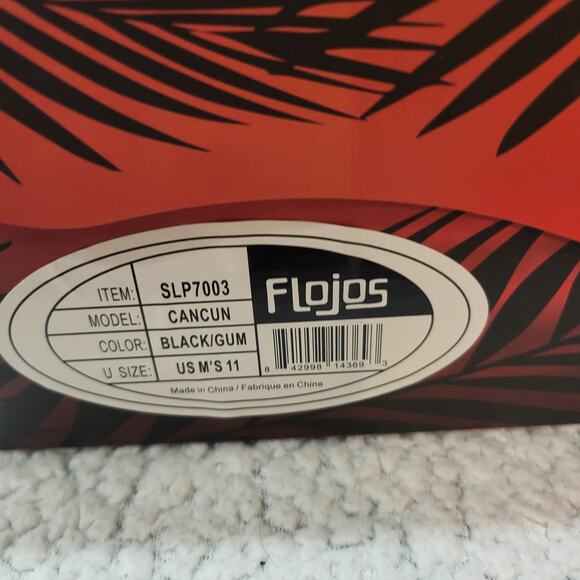 ITEM: SLP7003
MODEL: CANCUN
COLOR: BLACK/GUM
U SIZE: US M'S 11
FLOJOS
8 42998 14369 3
Made in China / Fabrique en Chine